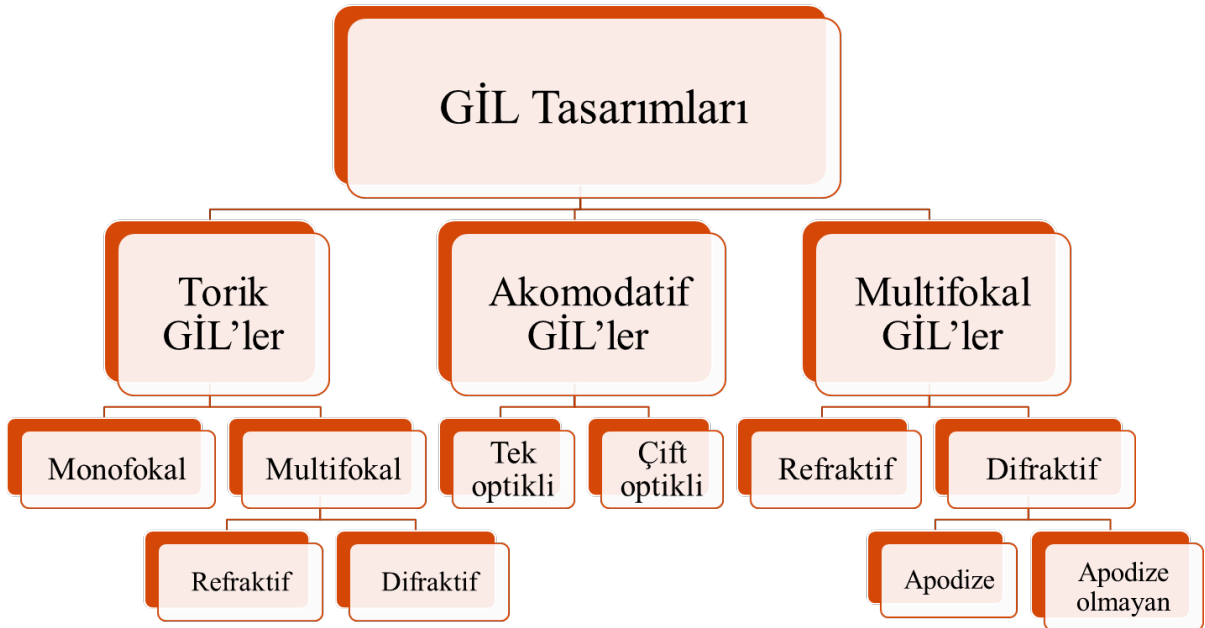 GİL Tasarımları
Torik
GİL’ler
Akomodatif
GİL’ler
Multifokal
GİL’ler
Monofokal
Multifokal
Tek
optikli
Çift
optikli
Refraktif
Difraktif
Refraktif
Difraktif
Apodize
Apodize
olmayan